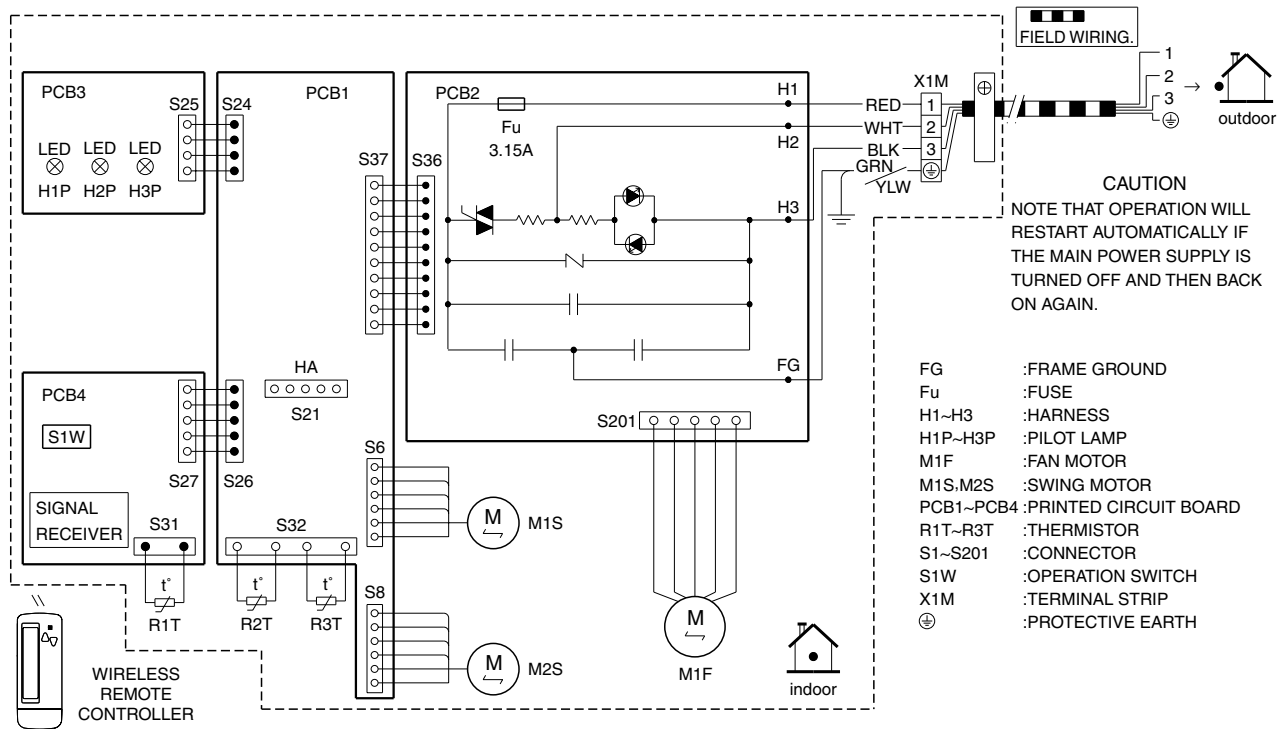 PCB3
S25
S24
PCB1
LED LED LED
H1P H2P H3P
S37
S36
PCB2
Fu
3.15A
H1
H2
H3
FG
X1M
RED 1
WHT 2
BLK 3
GRN
YLW
FIELD WIRING.
1
2
3
outdoor
CAUTION
NOTE THAT OPERATION WILL
RESTART AUTOMATICALLY IF
THE MAIN POWER SUPPLY IS
TURNED OFF AND THEN BACK
ON AGAIN.
PCB4
S1W
S27
S26
SIGNAL
RECEIVER
S31
HA
S21
S32
S6
S8
S201
t°
R1T
t°
R2T
t°
R3T
M
M1S
M
M2S
M
M1F
indoor
WIRELESS
REMOTE
CONTROLLER
FG :FRAME GROUND
Fu :FUSE
H1~H3 :HARNESS
H1P~H3P :PILOT LAMP
M1F :FAN MOTOR
M1S,M2S :SWING MOTOR
PCB1~PCB4 :PRINTED CIRCUIT BOARD
R1T~R3T :THERMISTOR
S1~S201 :CONNECTOR
S1W :OPERATION SWITCH
X1M :TERMINAL STRIP
:PROTECTIVE EARTH